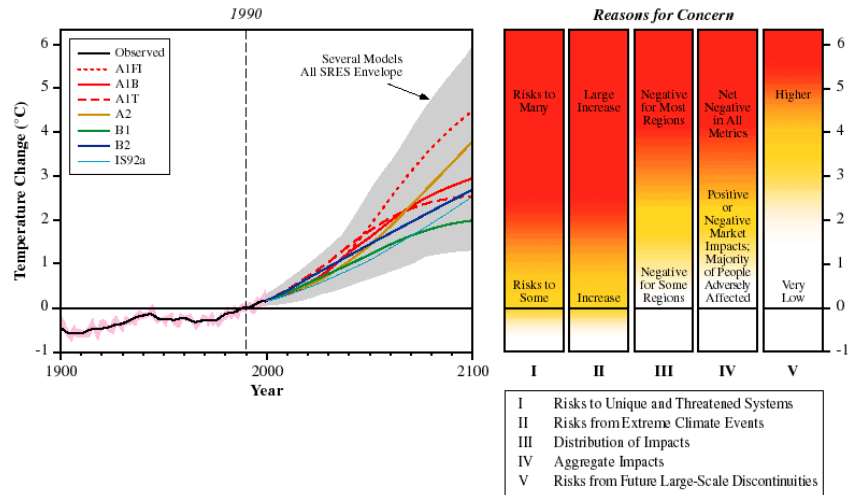 1990
Reasons for Concern
Temperature Change (°C)
6
5
4
3
2
1
0
-1
Observed
A1FI
A1B
A1T
A2
B1
B2
IS92a
Several Models
All SRES Envelope
1900
2000
2100
Year
Risks to
Many
Risks to
Some
Large
Increase
Increase
Negative
for Most
Regions
Negative
for Some
Regions
Net
Negative
in All
Metrics
Positive
or
Negative
Market
Impacts;
Majority
of People
Adversely
Affected
Higher
Very
Low
6
5
4
3
2
1
0
-1
I
II
III
IV
V
I Risks to Unique and Threatened Systems
II Risks from Extreme Climate Events
III Distribution of Impacts
IV Aggregate Impacts
V Risks from Future Large-Scale Discontinuities